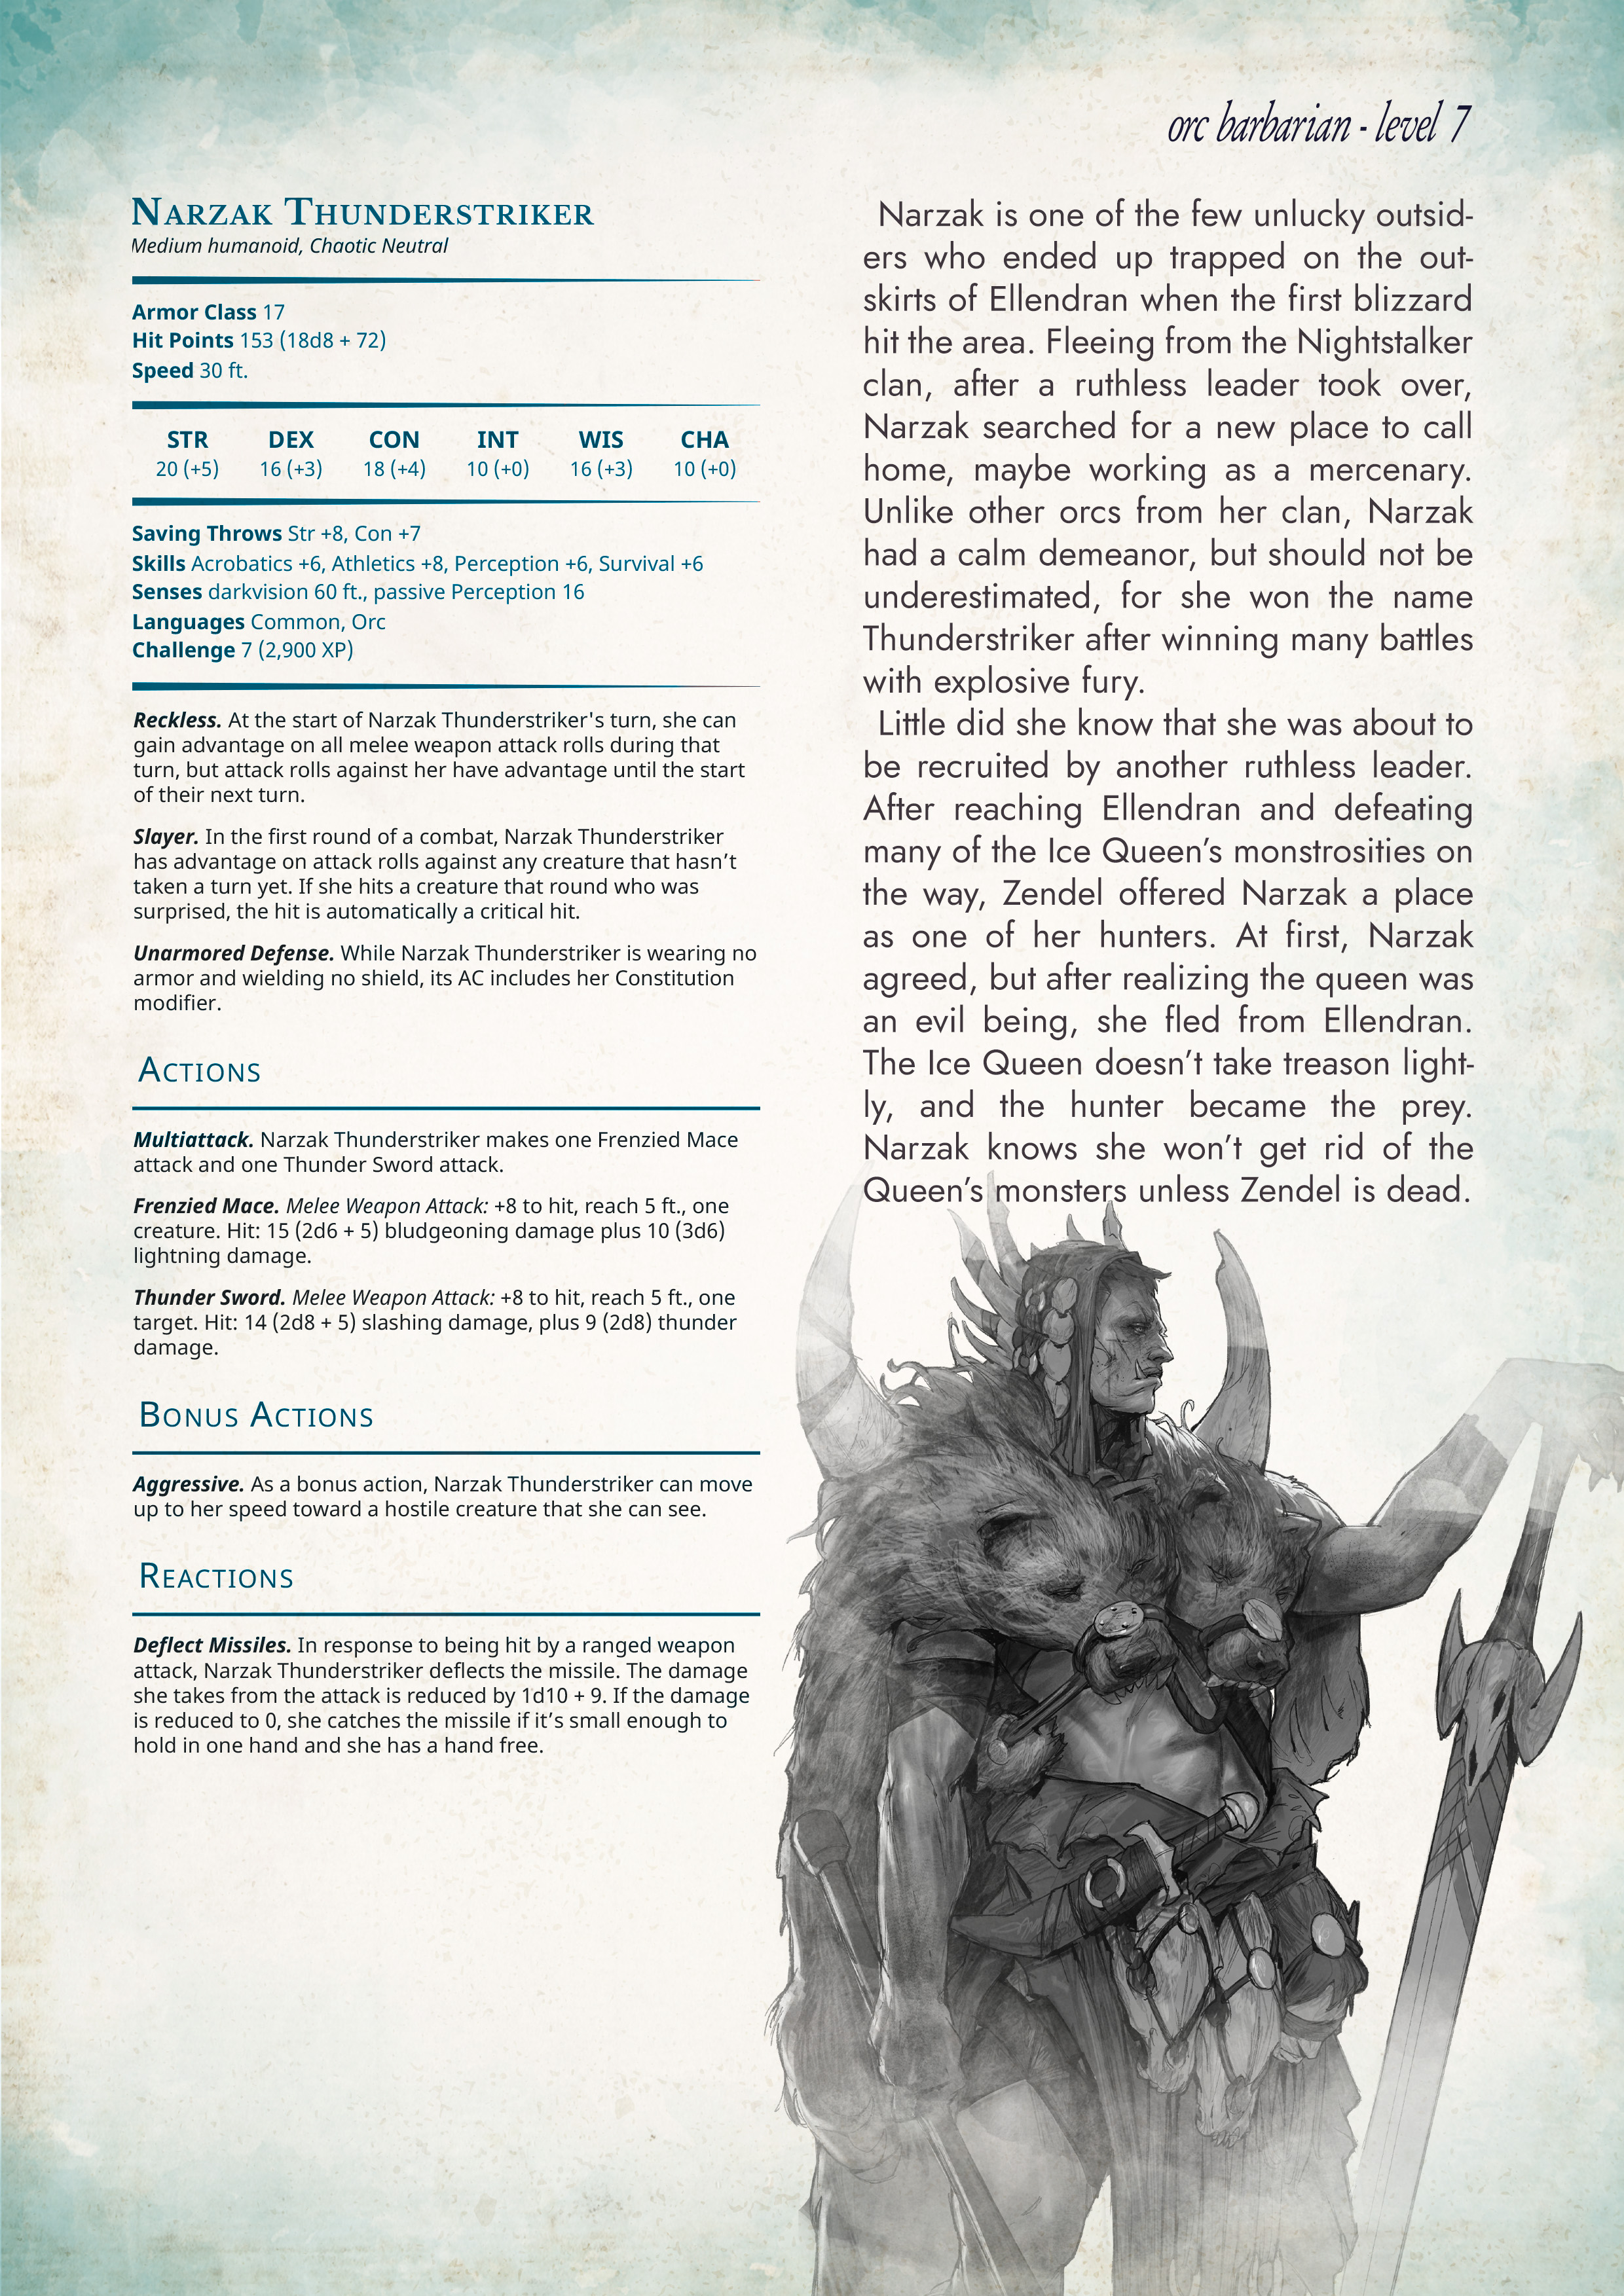 orc barbarian - level 7
Narzak Thunderstriker
Medium humanoid, Chaotic Neutral
Armor Class 17
Hit Points 153 (18d8 + 72)
Speed 30 ft.
STR DEX CON INT WIS CHA
20 (+5) 16 (+3) 18 (+4) 10 (+0) 16 (+3) 10 (+0)
Saving Throws Str +8, Con +7
Skills Acrobatics +6, Athletics +8, Perception +6, Survival +6
Senses darkvision 60 ft., passive Perception 16
Languages Common, Orc
Challenge 7 (2,900 XP)
Reckless. At the start of Narzak Thunderstriker's turn, she can
gain advantage on all melee weapon attack rolls during that
turn, but attack rolls against her have advantage until the start
of their next turn.
Slayer. In the first round of a combat, Narzak Thunderstriker
has advantage on attack rolls against any creature that hasn’t
taken a turn yet. If she hits a creature that round who was
surprised, the hit is automatically a critical hit.
Unarmored Defense. While Narzak Thunderstriker is wearing no
armor and wielding no shield, its AC includes her Constitution
modifier.
Actions
Multiattack. Narzak Thunderstriker makes one Frenzied Mace
attack and one Thunder Sword attack.
Frenzied Mace. Melee Weapon Attack: +8 to hit, reach 5 ft., one
creature. Hit: 15 (2d6 + 5) bludgeoning damage plus 10 (3d6)
lightning damage.
Thunder Sword. Melee Weapon Attack: +8 to hit, reach 5 ft., one
target. Hit: 14 (2d8 + 5) slashing damage, plus 9 (2d8) thunder
damage.
Bonus Actions
Aggressive. As a bonus action, Narzak Thunderstriker can move
up to her speed toward a hostile creature that she can see.
Reactions
Deflect Missiles. In response to being hit by a ranged weapon
attack, Narzak Thunderstriker deflects the missile. The damage
she takes from the attack is reduced by 1d10 + 9. If the damage
is reduced to 0, she catches the missile if it’s small enough to
hold in one hand and she has a hand free.
Narzak is one of the few unlucky outsid-
ers who ended up trapped on the out-
skirts of Ellendran when the first blizzard
hit the area. Fleeing from the Nightstalker
clan, after a ruthless leader took over,
Narzak searched for a new place to call
home, maybe working as a mercenary.
Unlike other orcs from her clan, Narzak
had a calm demeanor, but should not be
underestimated, for she won the name
Thunderstriker after winning many battles
with explosive fury.
Little did she know that she was about to
be recruited by another ruthless leader.
After reaching Ellendran and defeating
many of the Ice Queen’s monstrosities on
the way, Zendel offered Narzak a place
as one of her hunters. At first, Narzak
agreed, but after realizing the queen was
an evil being, she fled from Ellendran.
The Ice Queen doesn’t take treason light-
ly, and the hunter became the prey.
Narzak knows she won’t get rid of the
Queen’s monsters unless Zendel is dead.